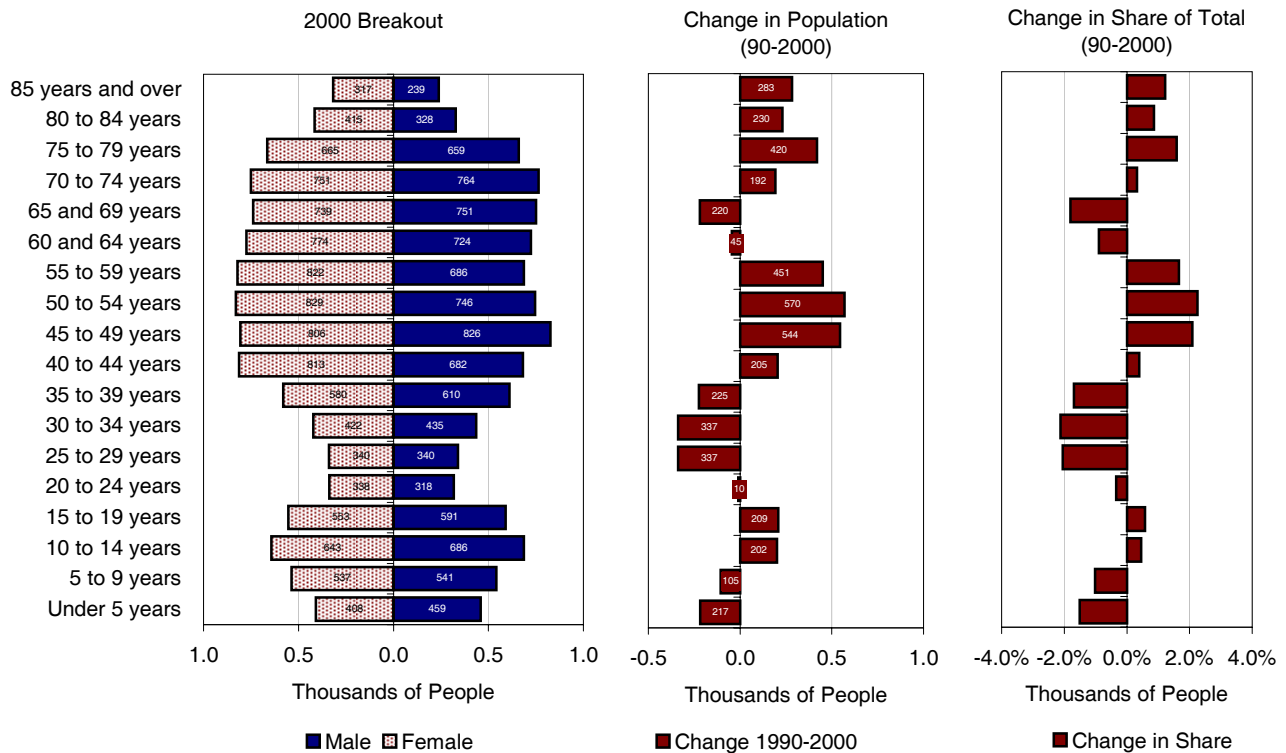 2000 Breakout
Change in Population
(90-2000)
Change in Share of Total
(90-2000)
85 years and over 317 239 283
80 to 84 years 415 328 230
75 to 79 years 665 659 420
70 to 74 years 751 764 192
65 and 69 years 739 751 220
60 and 64 years 774 724 45
55 to 59 years 822 686 451
50 to 54 years 829 746 570
45 to 49 years 806 826 544
40 to 44 years 682 205
35 to 39 years 580 610 225
30 to 34 years 422 435 337
25 to 29 years 340 340 337
20 to 24 years 338 318 10
15 to 19 years 553 591 209
10 to 14 years 643 686 202
5 to 9 years 537 541 105
Under 5 years 408 459 217
1.0 0.5 0.0 0.5 1.0 -0.5 0.0 0.5 1.0 -4.0% -2.0% 0.0% 2.0% 4.0%
Thousands of People Thousands of People Thousands of People
Male Female Change 1990-2000 Change in Share